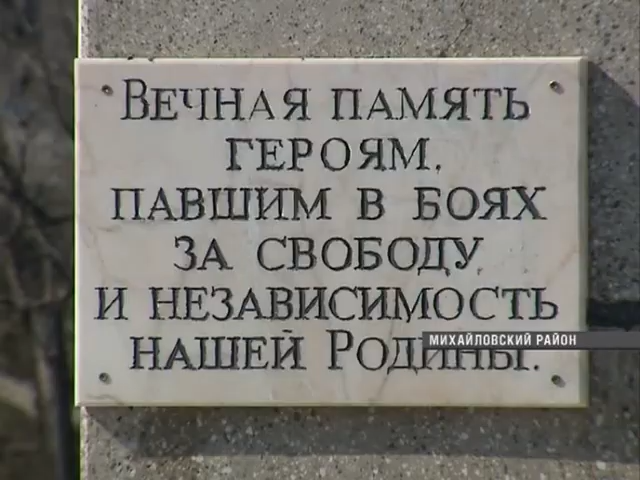 Вечная память
героям,
павшим в боях
за свободу
и независимость
нашей Родины.
МИХАЙЛОВСКИЙ РАЙОН